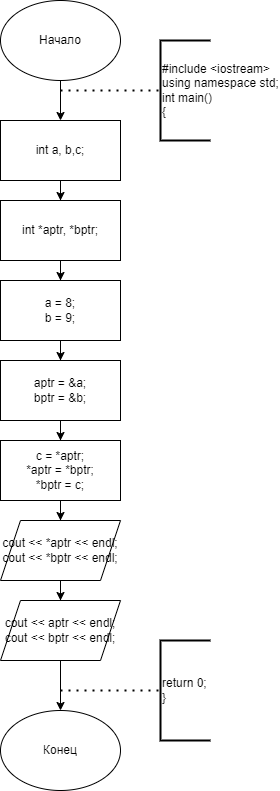 Начало
#include <iostream>
using namespace std;
int main()
{
int a, b,c;
int *aptr, *bptr;
a = 8;
b = 9;
aptr = &a;
bptr = &b;
c = *aptr;
*aptr = *bptr;
*bptr = c;
cout << *aptr << endl;
cout << *bptr << endl;
cout << aptr << endl;
cout << bptr << endl;
return 0;
}
Конец